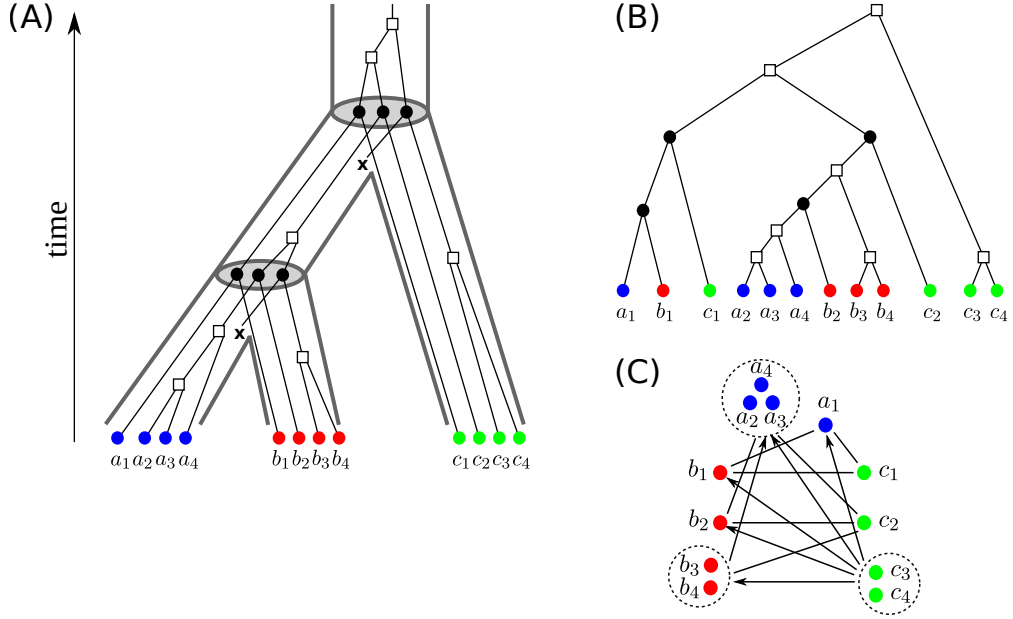 (A)
time
x
x
a1 a2 a3 a4 b1 b2 b3 b4 c1 c2 c3 c4
(B)
a1 b1 c1 a2 a3 a4 b2 b3 b4 c2 c3 c4
(C)
a4
a2 a3 a1
b1 c1
b2 c2
b3 c3
b4 c4